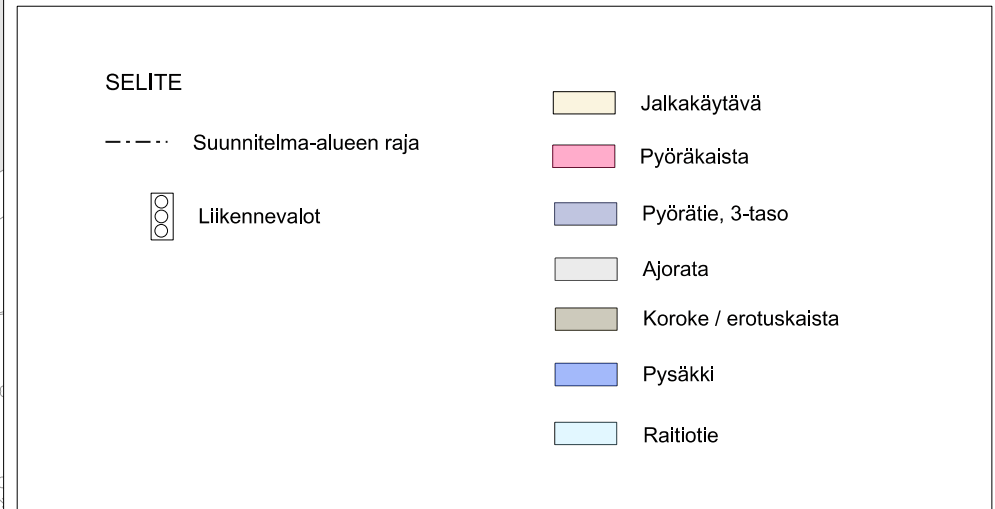 SELITE
Suunnitelma-alueen raja
Liikennevalot
Jalkakäytävä
Pyöräkaista
Pyörätie, 3-taso
Ajorata
Koroke / erotuskaista
Pysäkki
Raitiotie